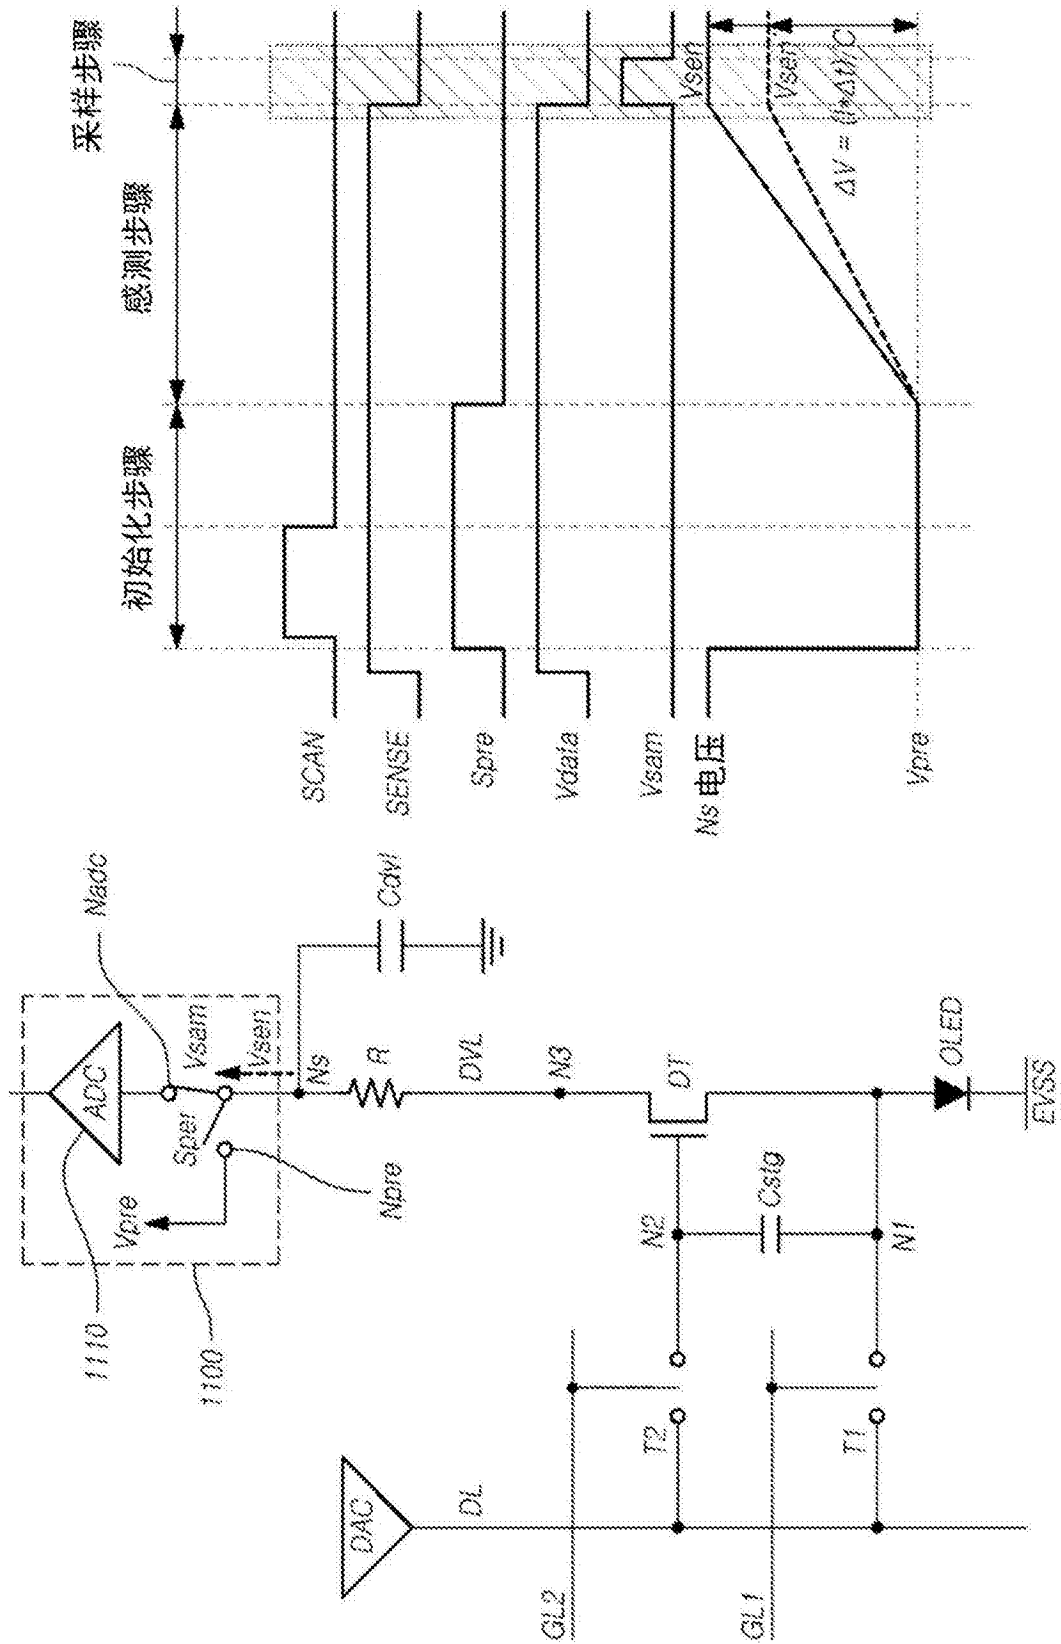 1110
1100
Vpre
ADC
Nadc
Vsam
Sper
Vsen
Npre
Ns
Cdvl
R
DVL
N3
DAC
DL
GL2
T2
N2
DT
Cstg
GL1
T1
N1
OLED
EVSS
初始化步骤
感测步骤
采样步骤
SCAN
SENSE
Spre
Vdata
Vsam
Ns 电压
Vpre
Vsen
Vsen
ΔV = (I*Δt)/C